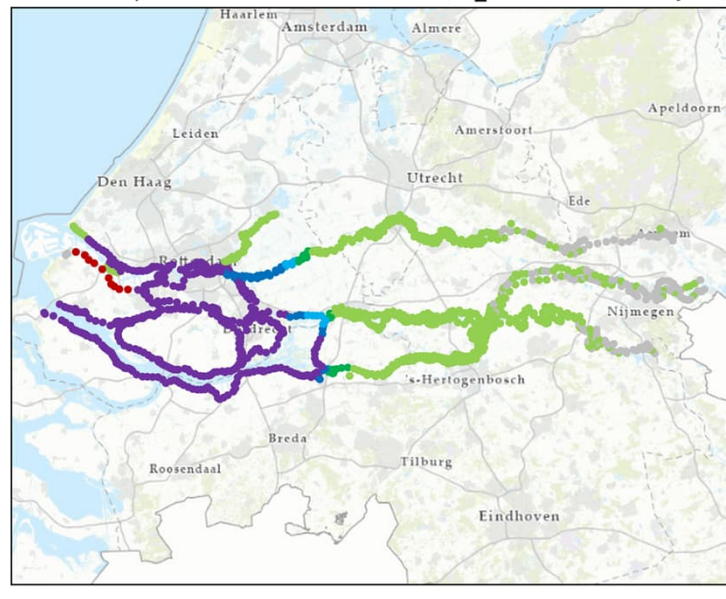 Haarlem
Amsterdam
Almere
Apeldoorn
Leiden
Amersfoort
Den Haag
Utrecht
Ede
Nijmegen
's-Hertogenbosch
Breda
Roosendaal
Tilburg
Eindhoven